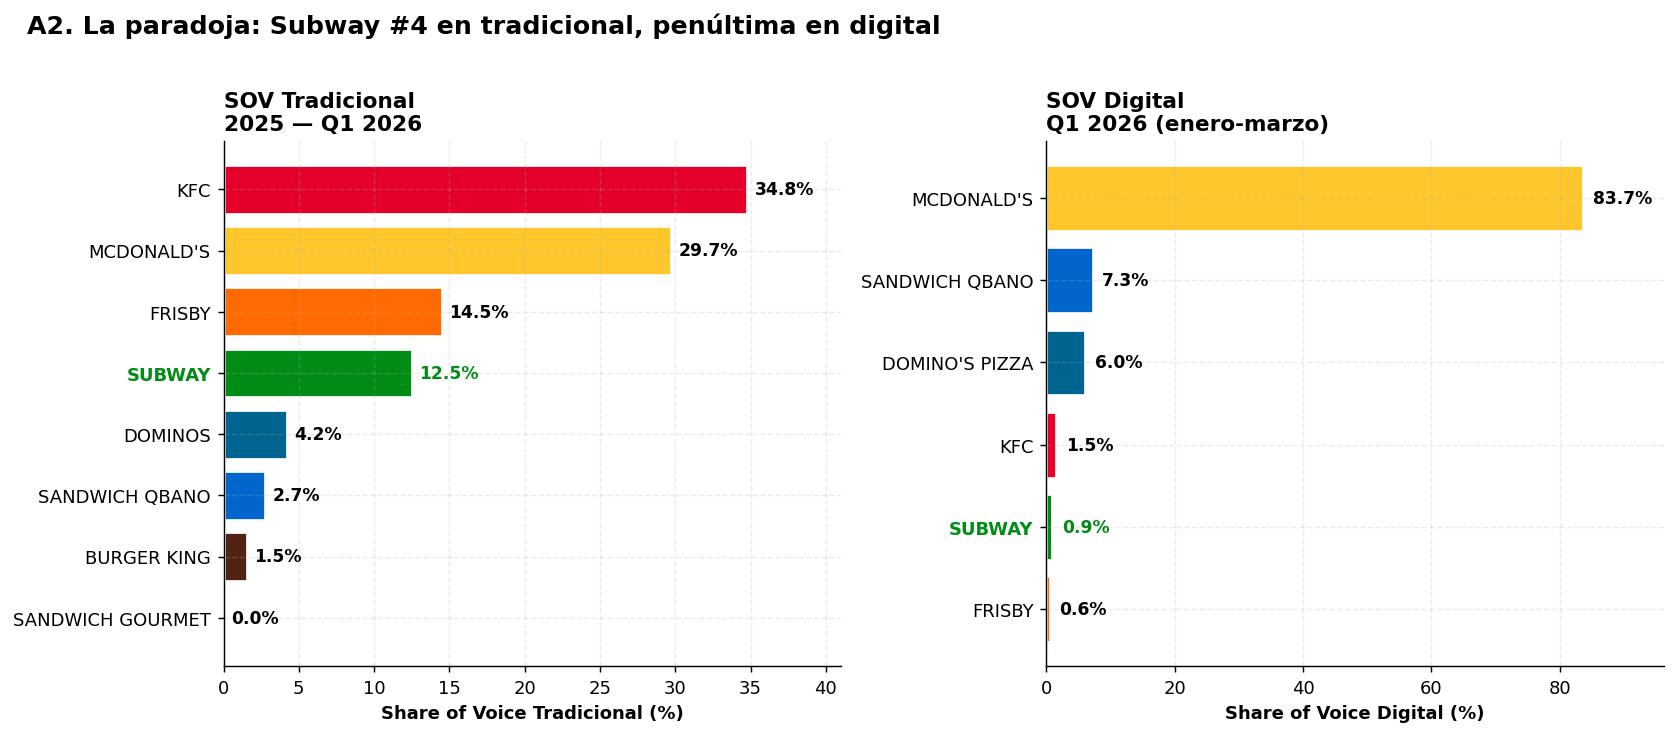 A2. La paradoja: Subway #4 en tradicional, penúltima en digital
SOV Tradicional
2025 — Q1 2026
KFC
34.8%
MCDONALD'S
29.7%
FRISBY
14.5%
SUBWAY
12.5%
DOMINOS
4.2%
SANDWICH QBANO
2.7%
BURGER KING
1.5%
SANDWICH GOURMET
0.0%
0 5 10 15 20 25 30 35 40
Share of Voice Tradicional (%)
SOV Digital
Q1 2026 (enero-marzo)
MCDONALD'S
83.7%
SANDWICH QBANO
7.3%
DOMINO'S PIZZA
6.0%
KFC
1.5%
SUBWAY
0.9%
FRISBY
0.6%
0 20 40 60 80
Share of Voice Digital (%)